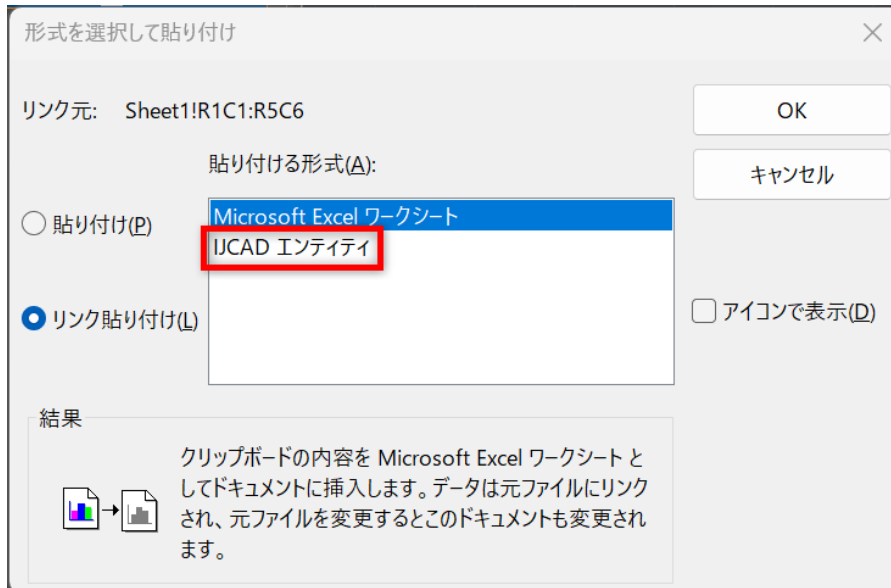 形式を選択して貼り付け
リンク元: Sheet1!R1C1:R5C6
OK
貼り付ける形式(A):
キャンセル
貼り付け(P)
Microsoft Excel ワークシート
IJCAD エンティティ
リンク貼り付け(L)
アイコンで表示(D)
結果
クリップボードの内容を Microsoft Excel ワークシート と
してドキュメントに挿入します。データは元ファイルにリンク
され、元ファイルを変更するとこのドキュメントも変更され
ます。